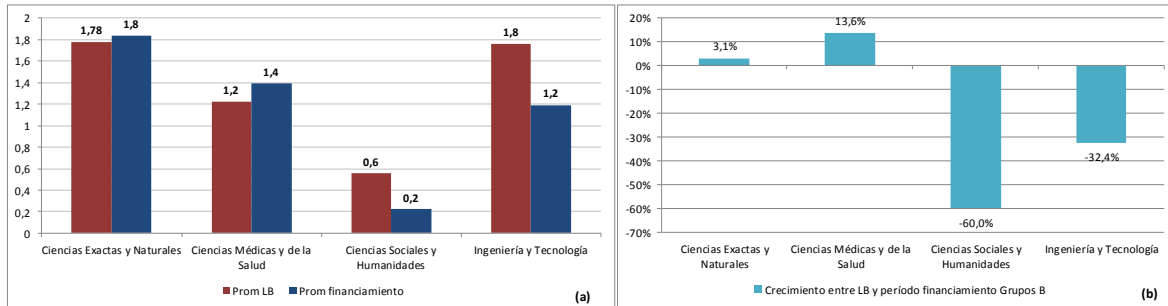 2
1,8
1,6
1,4
1,2
1
0,8
0,6
0,4
0,2
0
1,78
1,8
1,2
1,4
0,6
0,2
1,8
1,2
Ciencias Exactas y Naturales
Ciencias Médicas y de la
Salud
Ciencias Sociales y
Humanidades
Ingeniería y Tecnología
Prom LB
Prom financiamiento
(a)
20%
10%
0%
-10%
-20%
-30%
-40%
-50%
-60%
-70%
3,1%
13,6%
-60,0%
-32,4%
Ciencias Exactas y
Naturales
Ciencias Médicas y de la
Salud
Ciencias Sociales y
Humanidades
Ingeniería y Tecnología
Crecimiento entre LB y período financiamiento Grupos B
(b)